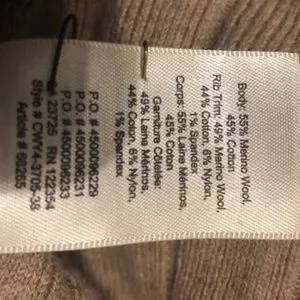 Body: 55% Merino Wool,
45% Cotton
Rib Trim: 49% Merino Wool,
44% Cotton, 6% Nylon,
1% Spandex
Corps: 55% Laine Mérinos,
45% Coton
Garniture Côtelée:
49% Laine Mérinos,
44% Coton, 6% Nylon,
1% Spandex
P.O. # 4500096229
P.O. # 4500096231
P.O. # 4500096233
01 23725 RN 122354
Style # CWY4-3705-38
Article # 66265